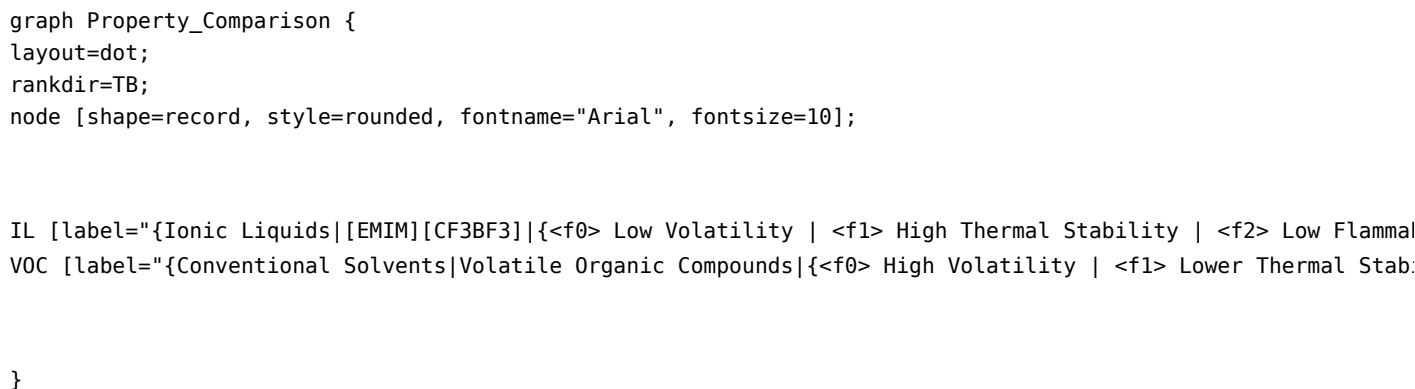 graph Property_Comparison {
layout=dot;
rankdir=TB;
node [shape=record, style=rounded, fontname="Arial", fontsize=10];
IL [label="{Ionic Liquids|[EMIM][CF3BF3]|{<f0> Low Volatility | <f1> High Thermal Stability | <f2> Low
VOC [label="{Conventional Solvents|Volatile Organic Compounds|{<f0> High Volatility | <f1> Lower Thermal
}